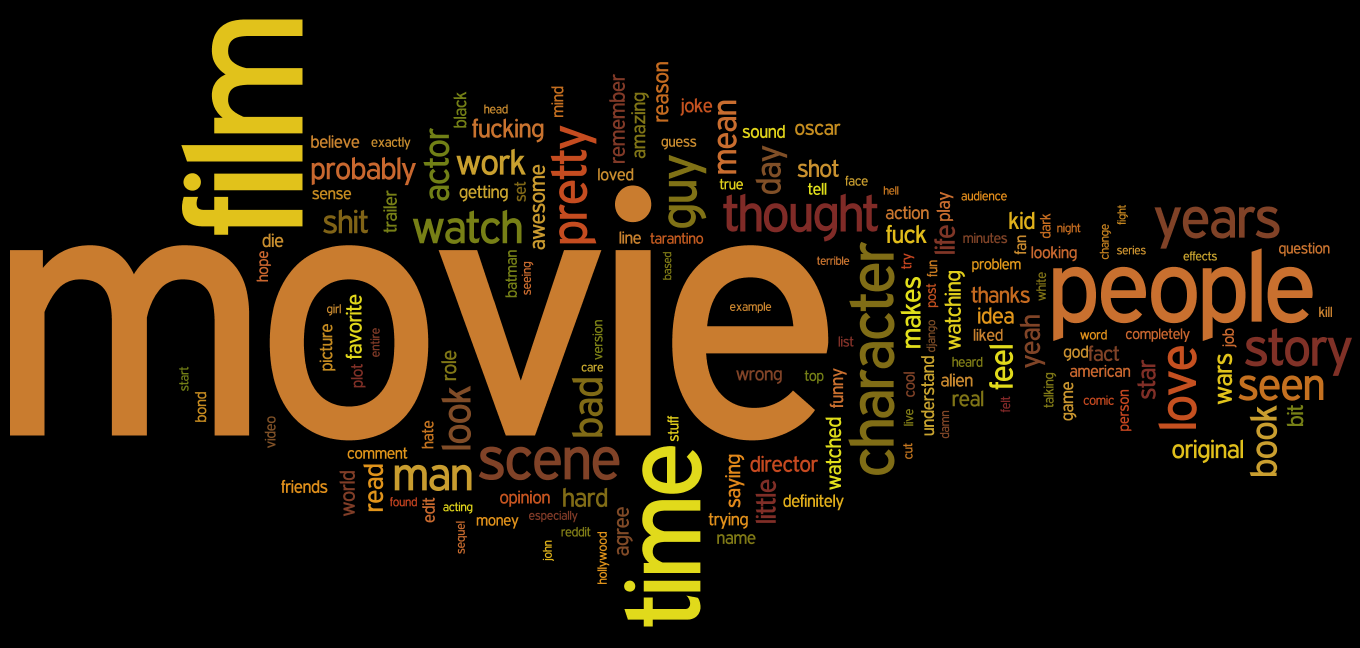 film
movie
people
time
character
believe
exactly
probably
sense
shit
trailer
die
hope
black
head
fucking
actor
work
getting
set
watch
awesome
batman
seeing
mind
pretty
remember
amazing
reason
joke
loved
guess
guy
line
tarantino
based
mean
sound
oscar
day
true
shot
tell
face
hell
thought
action
fuck
life
play
audience
minutes
kid
fan
dark
night
looking
change
series
fight
years
effects
question
terrible
try
fun
problem
post
watching
makes
thanks
white
idea
liked
yeah
django
list
example
word
completely
job
kill
god
fact
story
american
star
love
wars
seen
comic
person
game
talking
book
bit
original
heard
feel
alien
real
felt
understand
cool
live
damn
cut
girl
favorite
picture
plot
entire
start
bond
video
role
look
hate
version
care
bad
stuff
wrong
top
funny
watched
comment
friends
world
read
man
found
edit
acting
sequel
money
scene
opinion
hard
especially
reddit
john
hollywood
agree
saying
director
little
definitely
trying
name